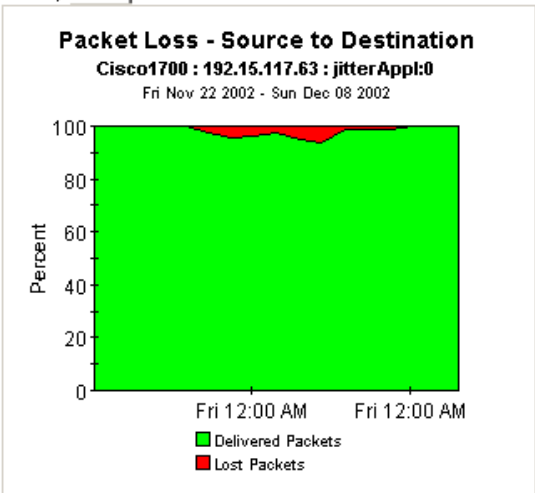 Packet Loss - Source to Destination
Cisco1700 : 192.15.117.63 : jitterAppl:0
Fri Nov 22 2002 - Sun Dec 08 2002
100
80
60
40
20
0
Percent
Fri 12:00 AM Fri 12:00 AM
Delivered Packets
Lost Packets